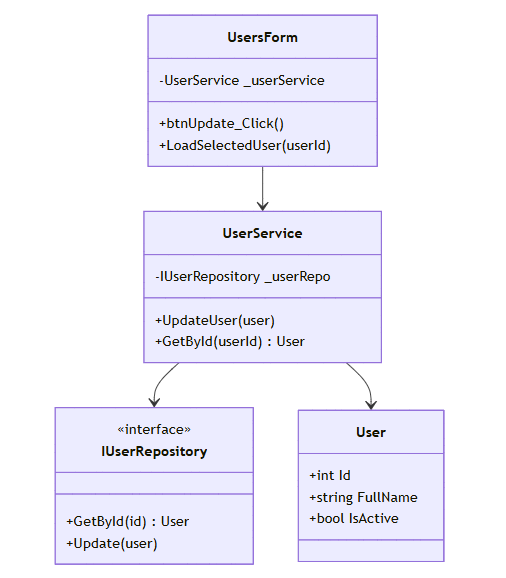 UsersForm
-UserService _userService
+btnUpdate_Click()
+LoadSelectedUser(userId)
UserService
-IUserRepository _userRepo
+UpdateUser(user)
+GetById(userId) : User
«interface»
IUserRepository
+GetById(id) : User
+Update(user)
User
+int Id
+string FullName
+bool IsActive